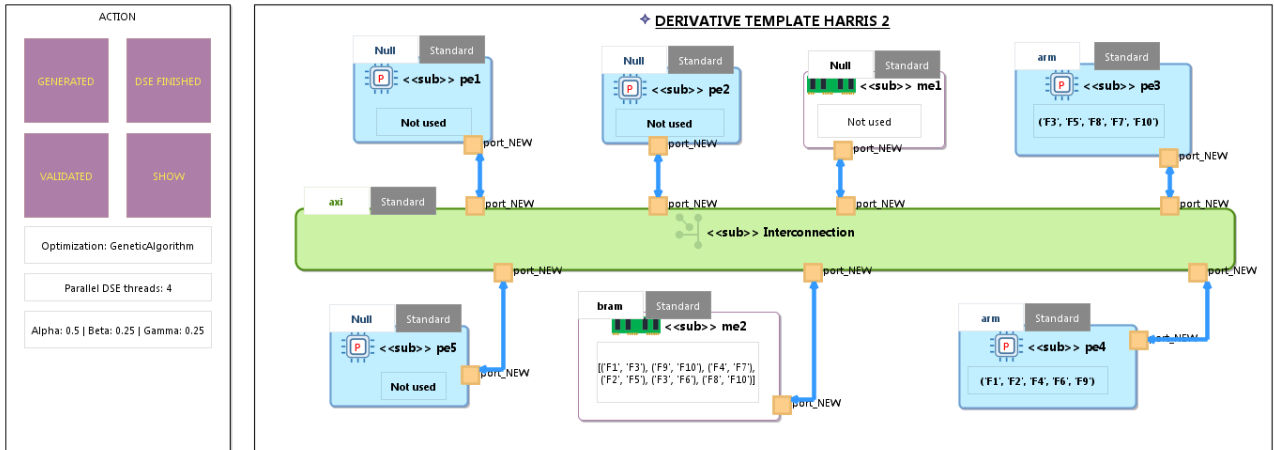 ACTION
GENERATED
DSE FINISHED
VALIDATED
SHOW
Optimization: GeneticAlgorithm
Parallel DSE threads: 4
Alpha: 0.5 | Beta: 0.25 | Gamma: 0.25
DERIVATIVE TEMPLATE HARRIS 2
Null
Standard
<<sub>> pe1
Not used
port_NEW
Null
Standard
<<sub>> pe2
Not used
port_NEW
Null
Standard
<<sub>> me1
Not used
port_NEW
arm
Standard
<<sub>> pe3
('F3', 'F5', 'F8', 'F7', 'F10')
port_NEW
axi
Standard
port_NEW
port_NEW
port_NEW
port_NEW
<<sub>> Interconnection
port_NEW
port_NEW
port_NEW
Null
Standard
<<sub>> pe5
Not used
port_NEW
bram
Standard
<<sub>> me2
[('F1', 'F3'), ('F9', 'F10'), ('F4', 'F7'),
('F2', 'F5'), ('F3', 'F6'), ('F8', 'F10')]
port_NEW
arm
Standard
<<sub>> pe4
('F1', 'F2', 'F4', 'F6', 'F9')
port_NEW